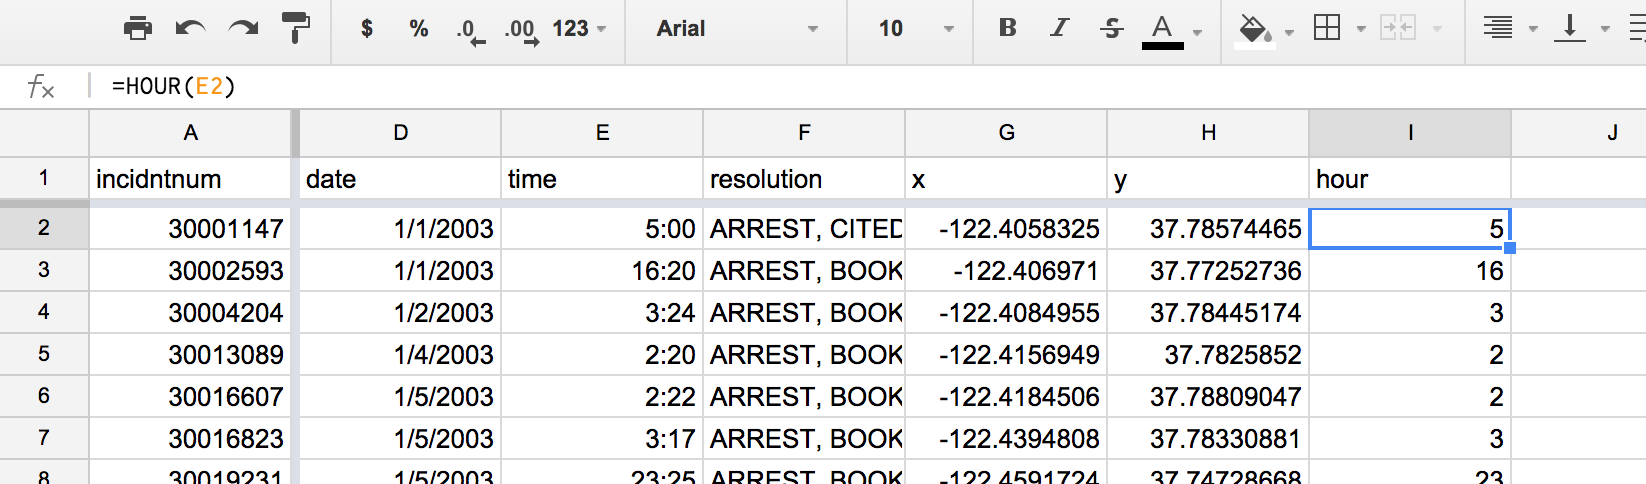 $ % .0 .00 123 Arial 10 B I S A
fx =HOUR(E2)
A D E F G H I J
1 incidntnum date time resolution x y hour
2 30001147 1/1/2003 5:00 ARREST, CITED -122.4058325 37.78574465 5
3 30002593 1/1/2003 16:20 ARREST, BOOK -122.406971 37.77252736 16
4 30004204 1/2/2003 3:24 ARREST, BOOK -122.4084955 37.78445174 3
5 30013089 1/4/2003 2:20 ARREST, BOOK -122.4156949 37.7825852 2
6 30016607 1/5/2003 2:22 ARREST, BOOK -122.4184506 37.78809047 2
7 30016823 1/5/2003 3:17 ARREST, BOOK -122.4394808 37.78330881 3
8 30019231 1/5/2003 23:25 ARREST, BOOK -122.4591724 37.74728668 23